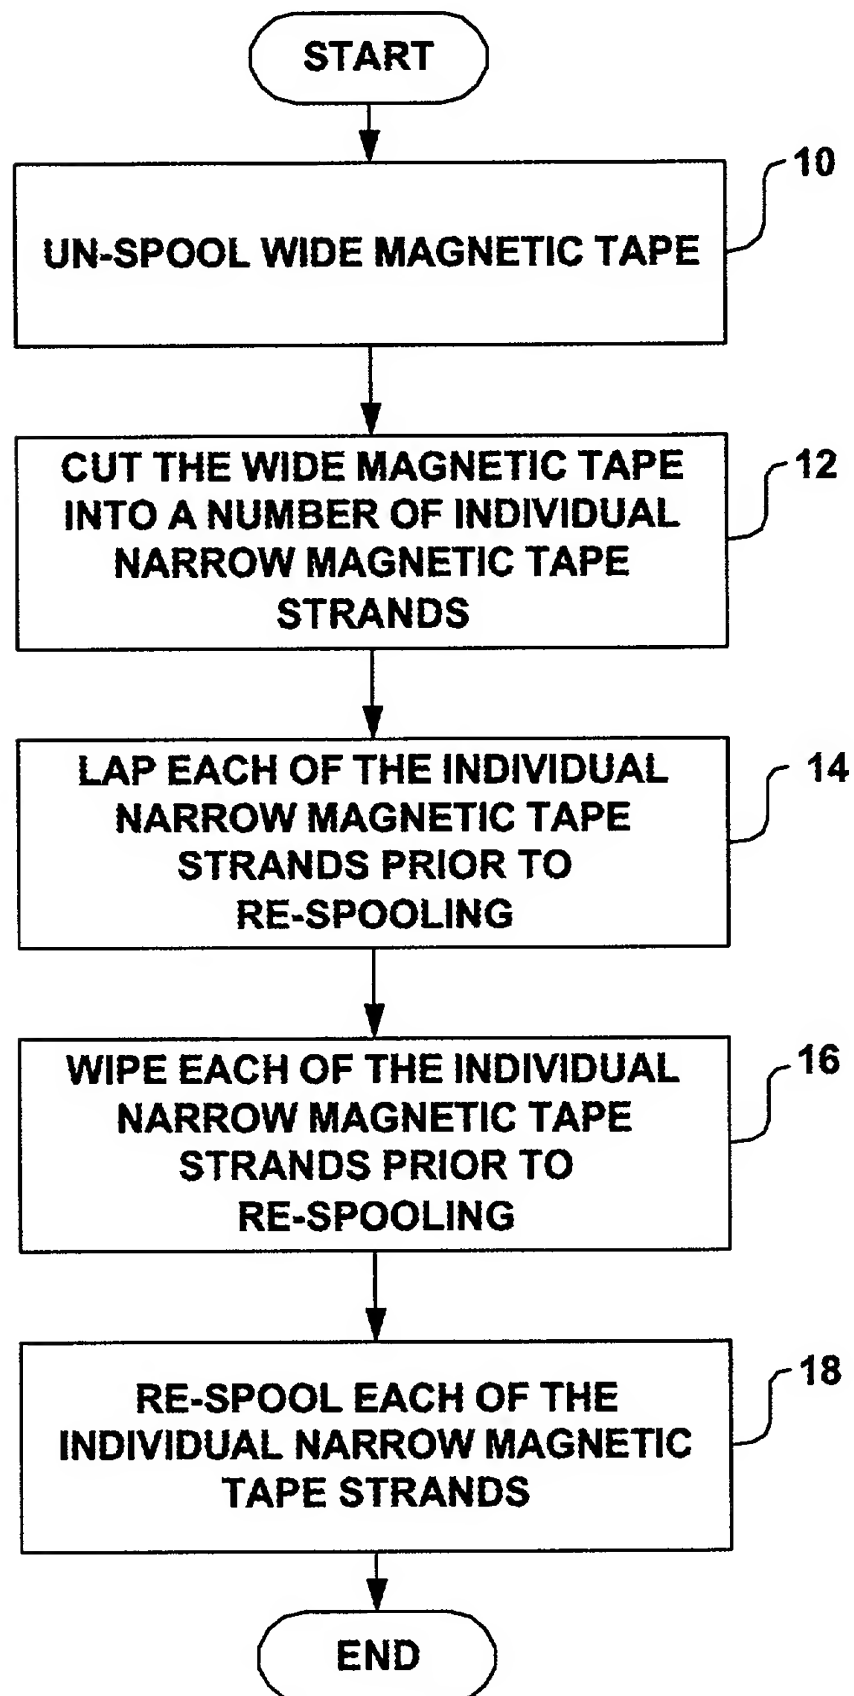 START
10
UN-SPOOL WIDE MAGNETIC TAPE
12
CUT THE WIDE MAGNETIC TAPE
INTO A NUMBER OF INDIVIDUAL
NARROW MAGNETIC TAPE
STRANDS
14
LAP EACH OF THE INDIVIDUAL
NARROW MAGNETIC TAPE
STRANDS PRIOR TO
RE-SPOOLING
16
WIPE EACH OF THE INDIVIDUAL
NARROW MAGNETIC TAPE
STRANDS PRIOR TO
RE-SPOOLING
18
RE-SPOOL EACH OF THE
INDIVIDUAL NARROW MAGNETIC
TAPE STRANDS
END